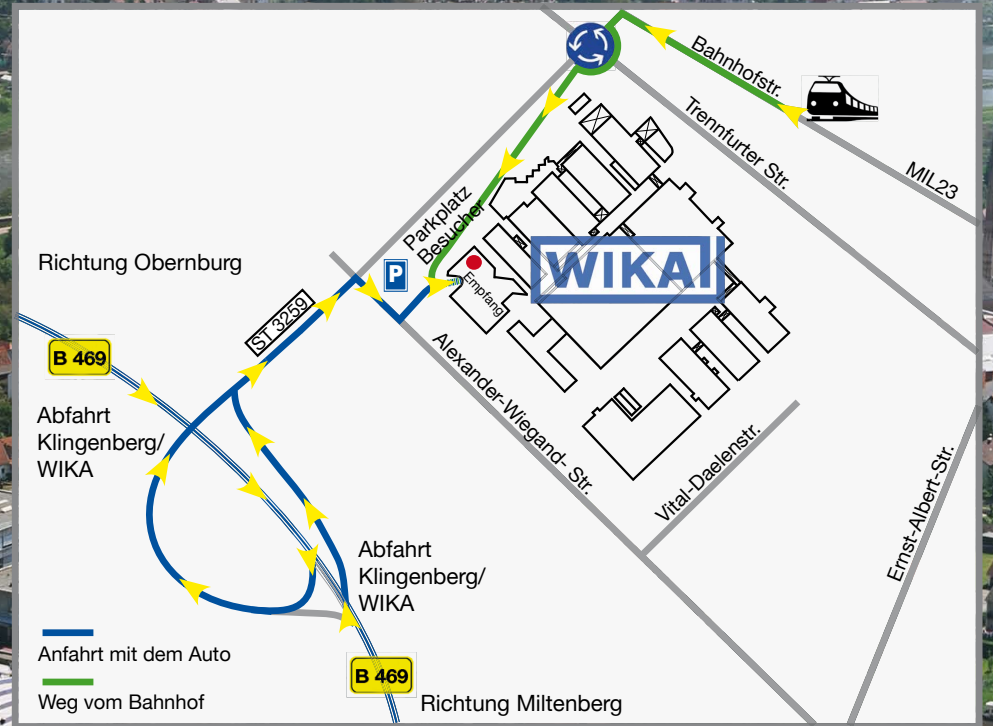 Bahnhofstr.
Trennfurter Str.
MIL23
Parkplatz
Besucher
WIKAI
Richtung Obernburg
P
Empfang
ST 3259
B 469
Alexander-Wiegand- Str.
Abfahrt
Klingenberg/
WIKA
Vital-Daelenstr.
Ernst-Albert-Str.
Abfahrt
Klingenberg/
WIKA
Anfahrt mit dem Auto
B 469
Weg vom Bahnhof
Richtung Miltenberg